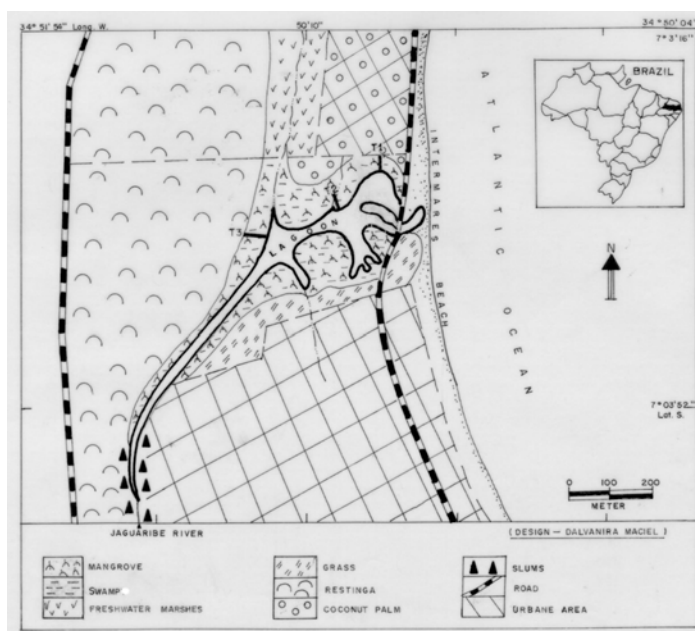 34° 51' 54" Long. W.
50'10"
34° 50' 04"
7° 3' 16"
BRAZIL
ATLANTIC OCEAN
INTERMARES BEACH
T1
T2
T3
LAGOON
N
7° 03' 52"
Lat. S.
0 100 200
METER
JAGUARIBE RIVER
( DESIGN — DALVANIRA MACIEL )
MANGROVE
SWAMP
FRESHWATER MARSHES
GRASS
RESTINGA
COCONUT PALM
SLUMS
ROAD
URBANE AREA